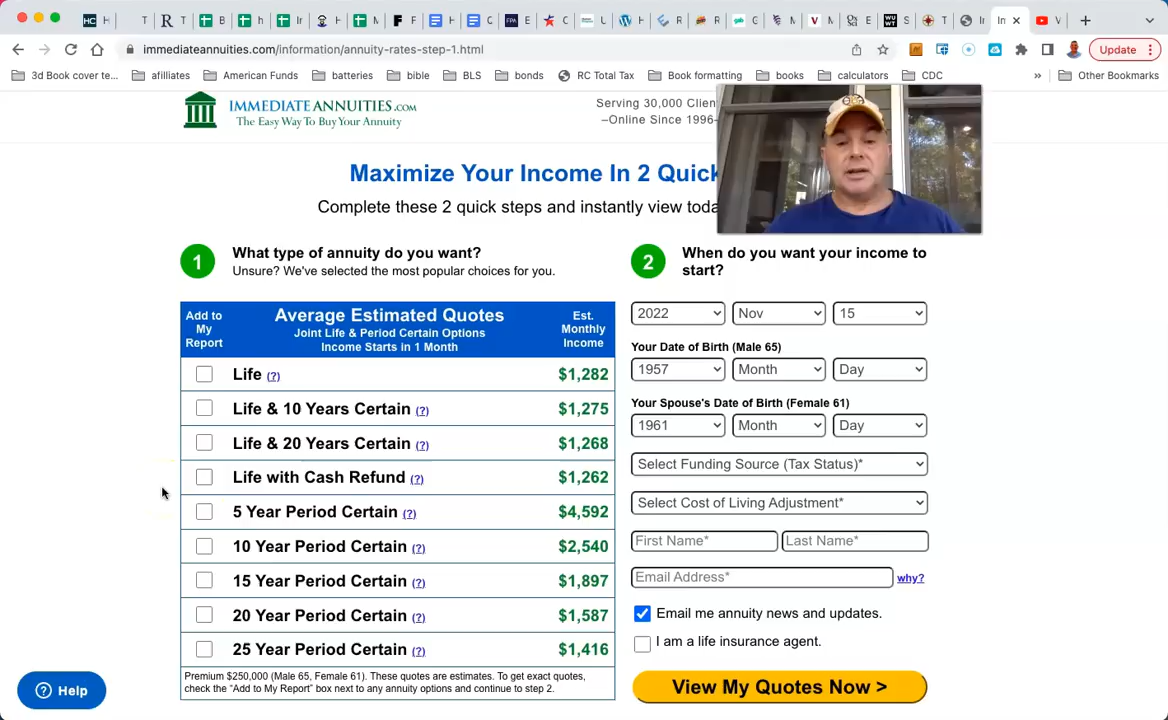 Update
immediateannuities.com/information/annuity-rates-step-1.html
3d Book cover te...
afilliates
American Funds
batteries
bible
BLS
bonds
RC Total Tax
Book formatting
books
calculators
CDC
»
Other Bookmarks
IMMEDIATEANNUITIES.COM
The Easy Way To Buy Your Annuity
Serving 30,000 Clien
–Online Since 1996–
Maximize Your Income In 2 Quick
Complete these 2 quick steps and instantly view toda
1
What type of annuity do you want?
Unsure? We've selected the most popular choices for you.
Add to My Report
Average Estimated Quotes
Joint Life & Period Certain Options
Income Starts in 1 Month
Est. Monthly Income
Life (?) $1,282
Life & 10 Years Certain (?) $1,275
Life & 20 Years Certain (?) $1,268
Life with Cash Refund (?) $1,262
5 Year Period Certain (?) $4,592
10 Year Period Certain (?) $2,540
15 Year Period Certain (?) $1,897
20 Year Period Certain (?) $1,587
25 Year Period Certain (?) $1,416
Premium $250,000 (Male 65, Female 61). These quotes are estimates. To get exact quotes,
check the "Add to My Report" box next to any annuity options and continue to step 2.
2
When do you want your income to
start?
2022 Nov 15
Your Date of Birth (Male 65)
1957 Month Day
Your Spouse's Date of Birth (Female 61)
1961 Month Day
Select Funding Source (Tax Status)*
Select Cost of Living Adjustment*
First Name* Last Name*
Email Address* why?
Email me annuity news and updates.
I am a life insurance agent.
View My Quotes Now >
Help